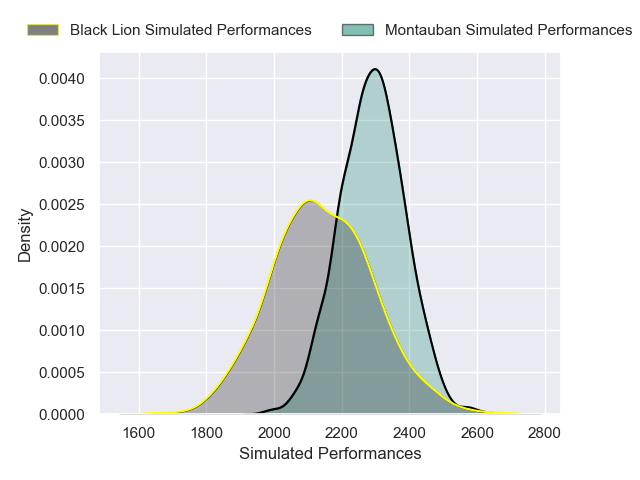 Black Lion Simulated Performances Montauban Simulated Performances
0.0040
0.0035
0.0030
0.0025
0.0020
0.0015
0.0010
0.0005
0.0000
Density
1600 1800 2000 2200 2400 2600 2800
Simulated Performances